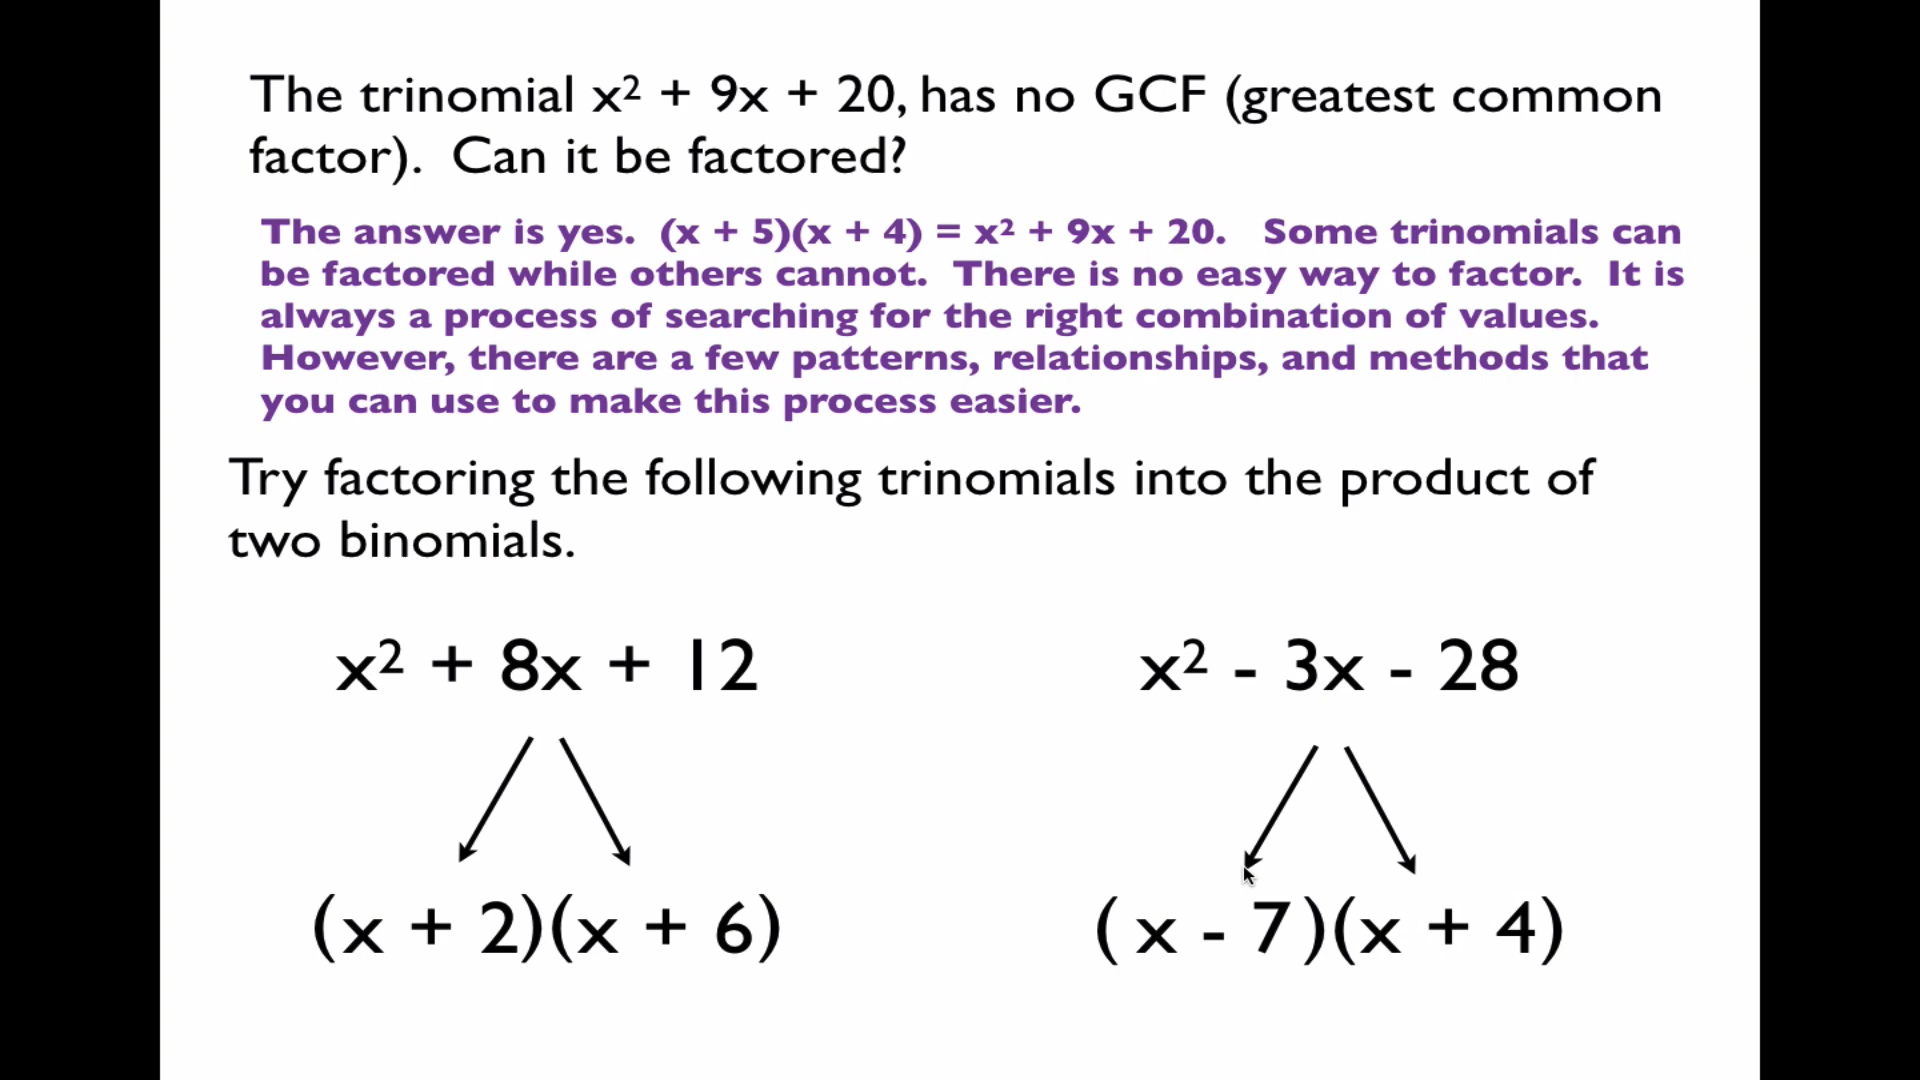 The trinomial x² + 9x + 20, has no GCF (greatest common
factor).  Can it be factored?
The answer is yes.  (x + 5)(x + 4) = x² + 9x + 20.   Some trinomials can
be factored while others cannot.  There is no easy way to factor.  It is
always a process of searching for the right combination of values.
However, there are a few patterns, relationships, and methods that
you can use to make this process easier.
Try factoring the following trinomials into the product of
two binomials.
x² + 8x + 12
x² - 3x - 28
(x + 2)(x + 6)
( x - 7)(x + 4)